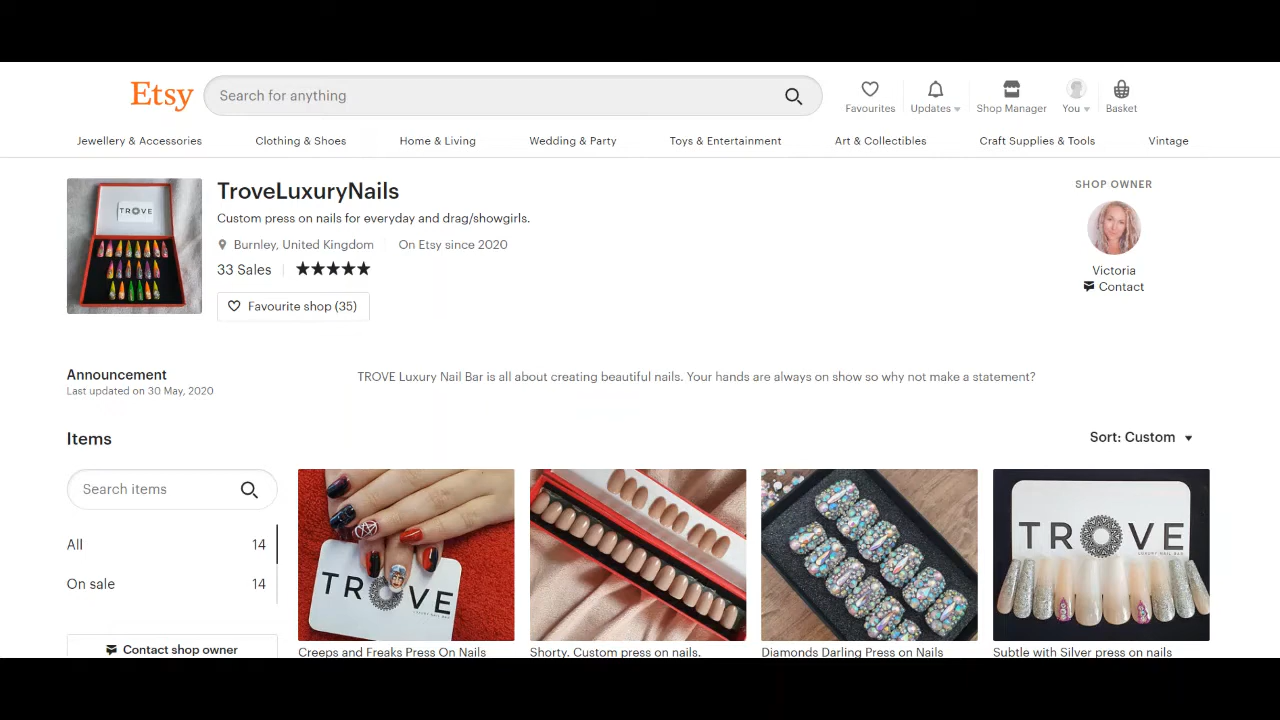 Etsy
Search for anything
Favourites
Updates
Shop Manager
You
Basket
Jewellery & Accessories
Clothing & Shoes
Home & Living
Wedding & Party
Toys & Entertainment
Art & Collectibles
Craft Supplies & Tools
Vintage
TROVE
TroveLuxuryNails
Custom press on nails for everyday and drag/showgirls.
Burnley, United Kingdom
On Etsy since 2020
33 Sales
Favourite shop (35)
SHOP OWNER
Victoria
Contact
Announcement
Last updated on 30 May, 2020
TROVE Luxury Nail Bar is all about creating beautiful nails. Your hands are always on show so why not make a statement?
Items
Sort: Custom
Search items
All 14
On sale 14
Contact shop owner
TROVE
LUXURY NAIL BAR
Creeps and Freaks Press On Nails
Shorty. Custom press on nails.
Diamonds Darling Press on Nails
TROVE
LUXURY NAIL BAR
Subtle with Silver press on nails